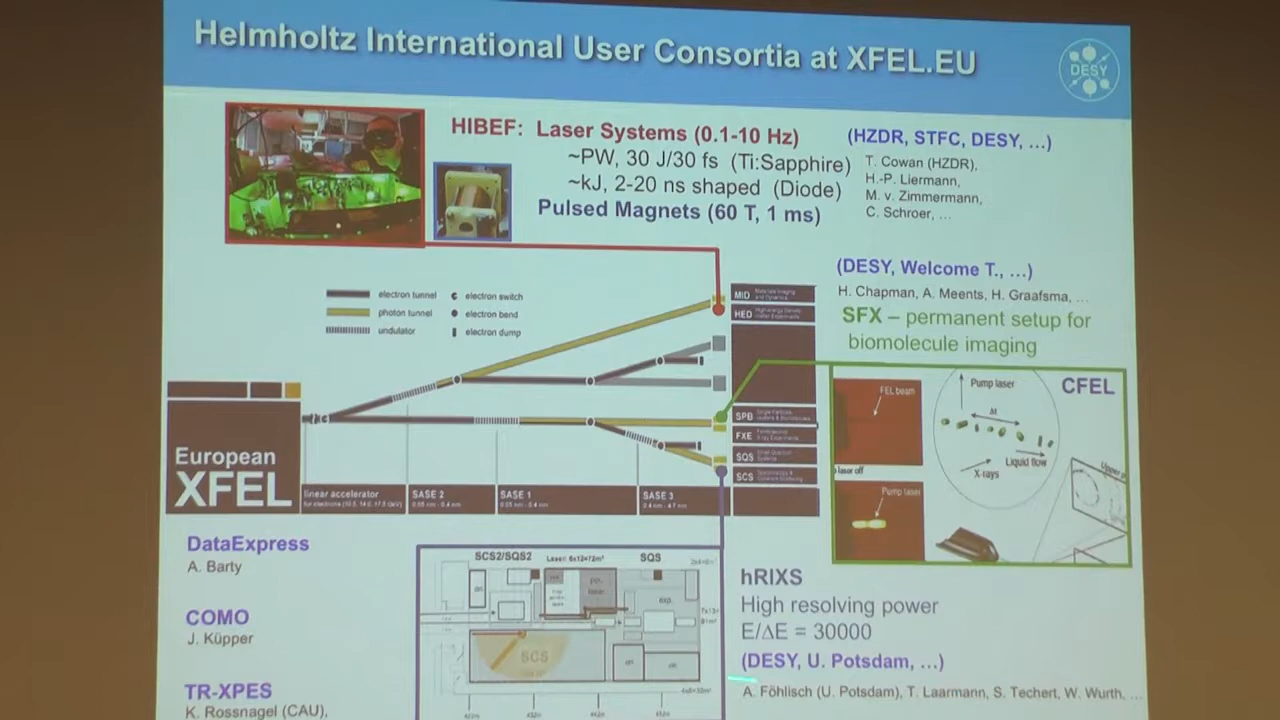 Helmholtz International User Consortia at XFEL.EU
DESY
HIBEF: Laser Systems (0.1-10 Hz)
~PW, 30 J/30 fs (Ti:Sapphire)
~kJ, 2-20 ns shaped (Diode)
Pulsed Magnets (60 T, 1 ms)
(HZDR, STFC, DESY, ...)
T. Cowan (HZDR),
H.-P. Liermann,
M. v. Zimmermann,
C. Schroer, ...
(DESY, Welcome T., ...)
H. Chapman, A. Meents, H. Graafsma, ...
SFX – permanent setup for
biomolecule imaging
electron tunnel
photon tunnel
undulator
electron switch
electron bend
electron dump
MID
HED
SPB
FXE
SQS
SCS
European
XFEL
linear accelerator
SASE 2
SASE 1
SASE 3
CFEL
FEL beam
Pump laser
Δt
Liquid flow
X-rays
laser off
Pump laser
DataExpress
A. Barty
COMO
J. Küpper
TR-XPES
K. Rossnagel (CAU),
SCS2/SQS2
SQS
SCS
hRIXS
High resolving power
E/ΔE = 30000
(DESY, U. Potsdam, ...)
A. Föhlisch (U. Potsdam), T. Laarmann, S. Techert, W. Wurth, ...